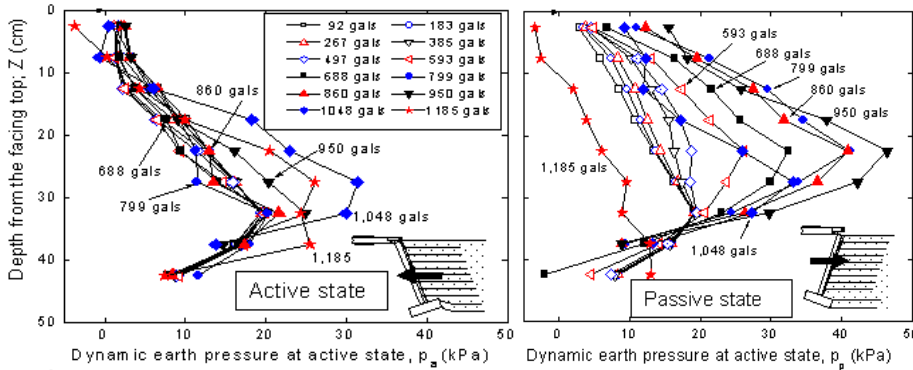 0
10
20
30
40
50
Depth from the facing top, Z (cm)
92 gals 183 gals
267 gals 385 gals
497 gals 593 gals
688 gals 799 gals
860 gals 950 gals
1048 gals 1185 gals
860 gals
688 gals
950 gals
799 gals
1,048 gals
1,185
Active state
0 10 20 30 40 50
Dynamic earth pressure at active state, pa (kPa)
593 gals
688 gals
799 gals
860 gals
950 gals
1,185 gals
1,048 gals
Passive state
0 10 20 30 40 50
Dynamic earth pressure at active state, pp (kPa)